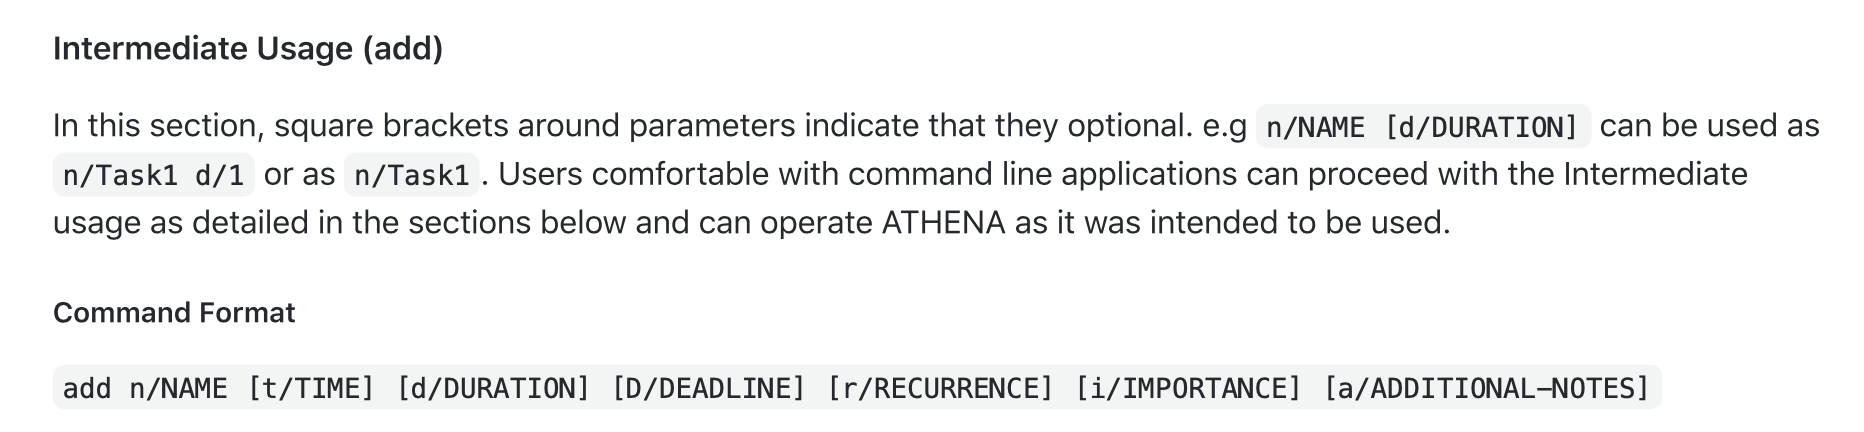 Intermediate Usage (add)
In this section, square brackets around parameters indicate that they optional. e.g n/NAME [d/DURATION] can be used as
n/Task1 d/1 or as n/Task1 . Users comfortable with command line applications can proceed with the Intermediate
usage as detailed in the sections below and can operate ATHENA as it was intended to be used.
Command Format
add n/NAME [t/TIME] [d/DURATION] [D/DEADLINE] [r/RECURRENCE] [i/IMPORTANCE] [a/ADDITIONAL-NOTES]